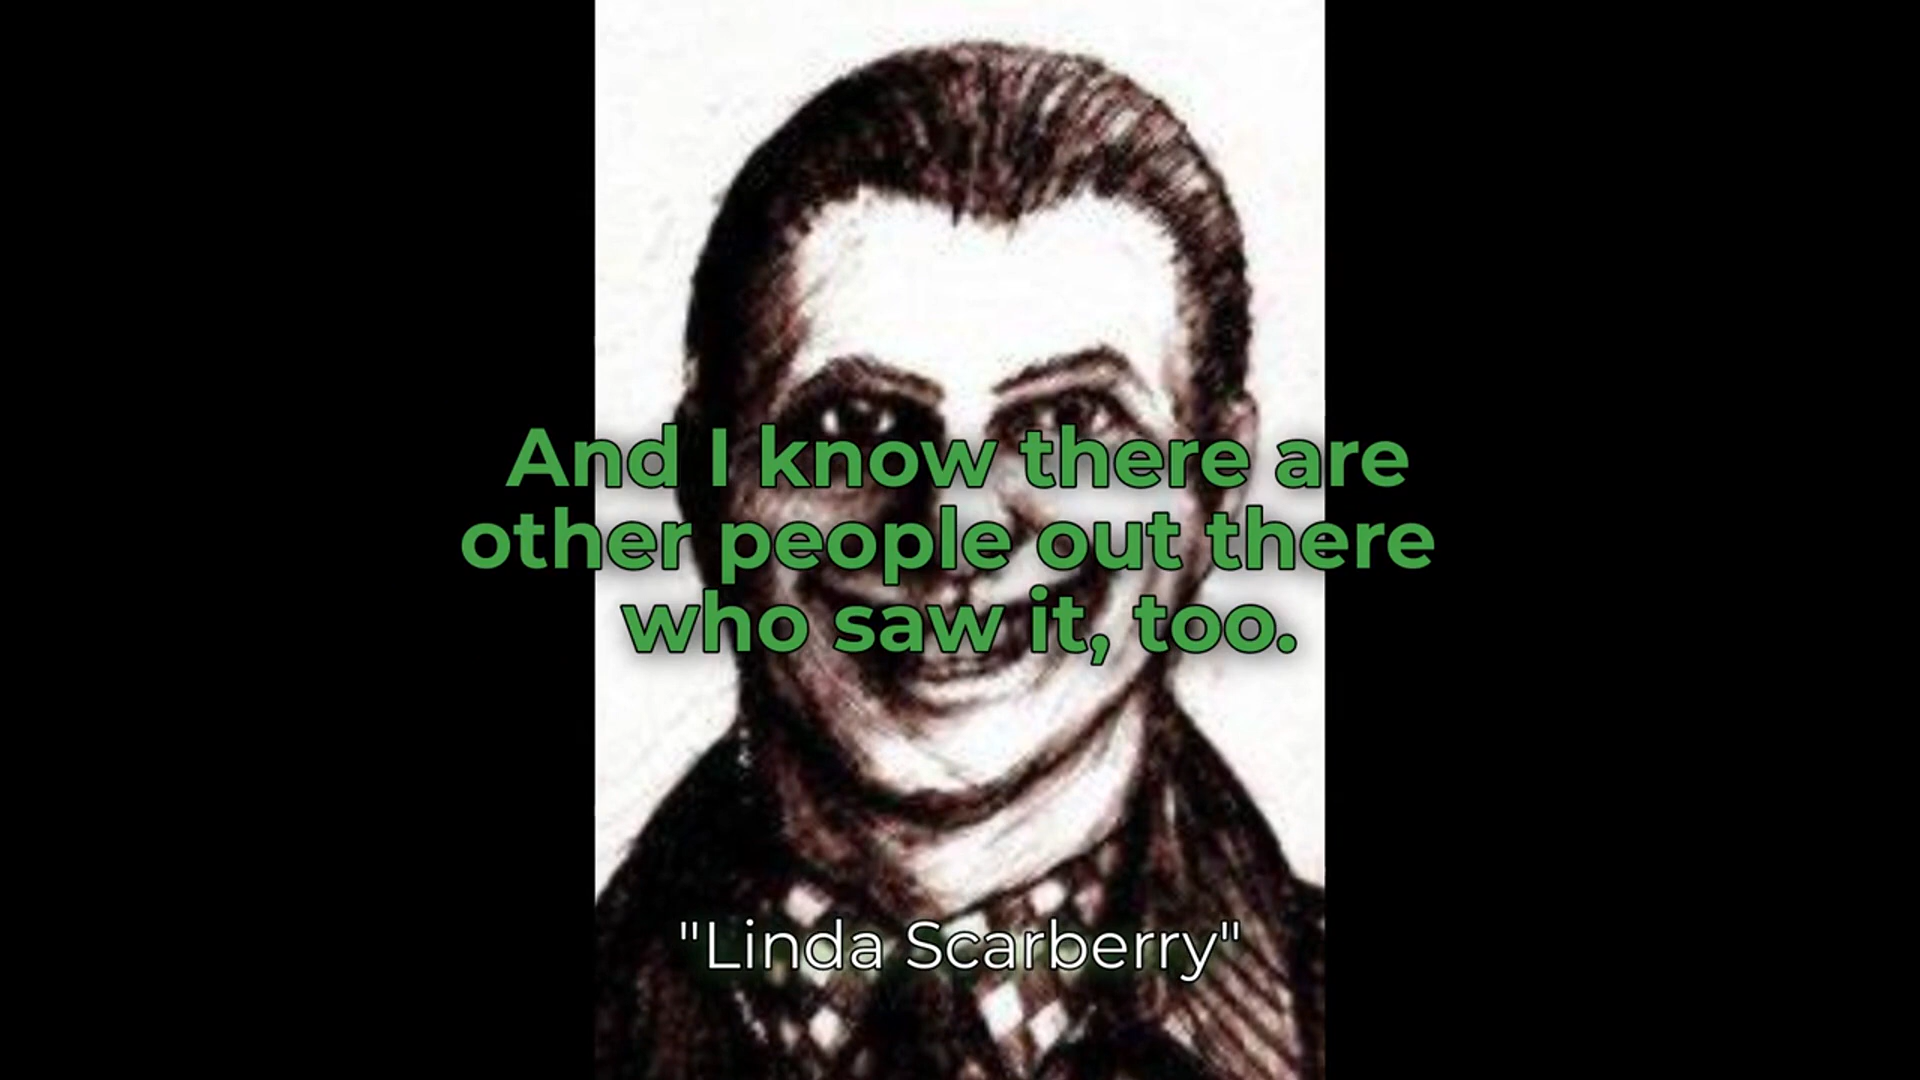 And I know there are
other people out there
who saw it, too.
"Linda Scarberry"